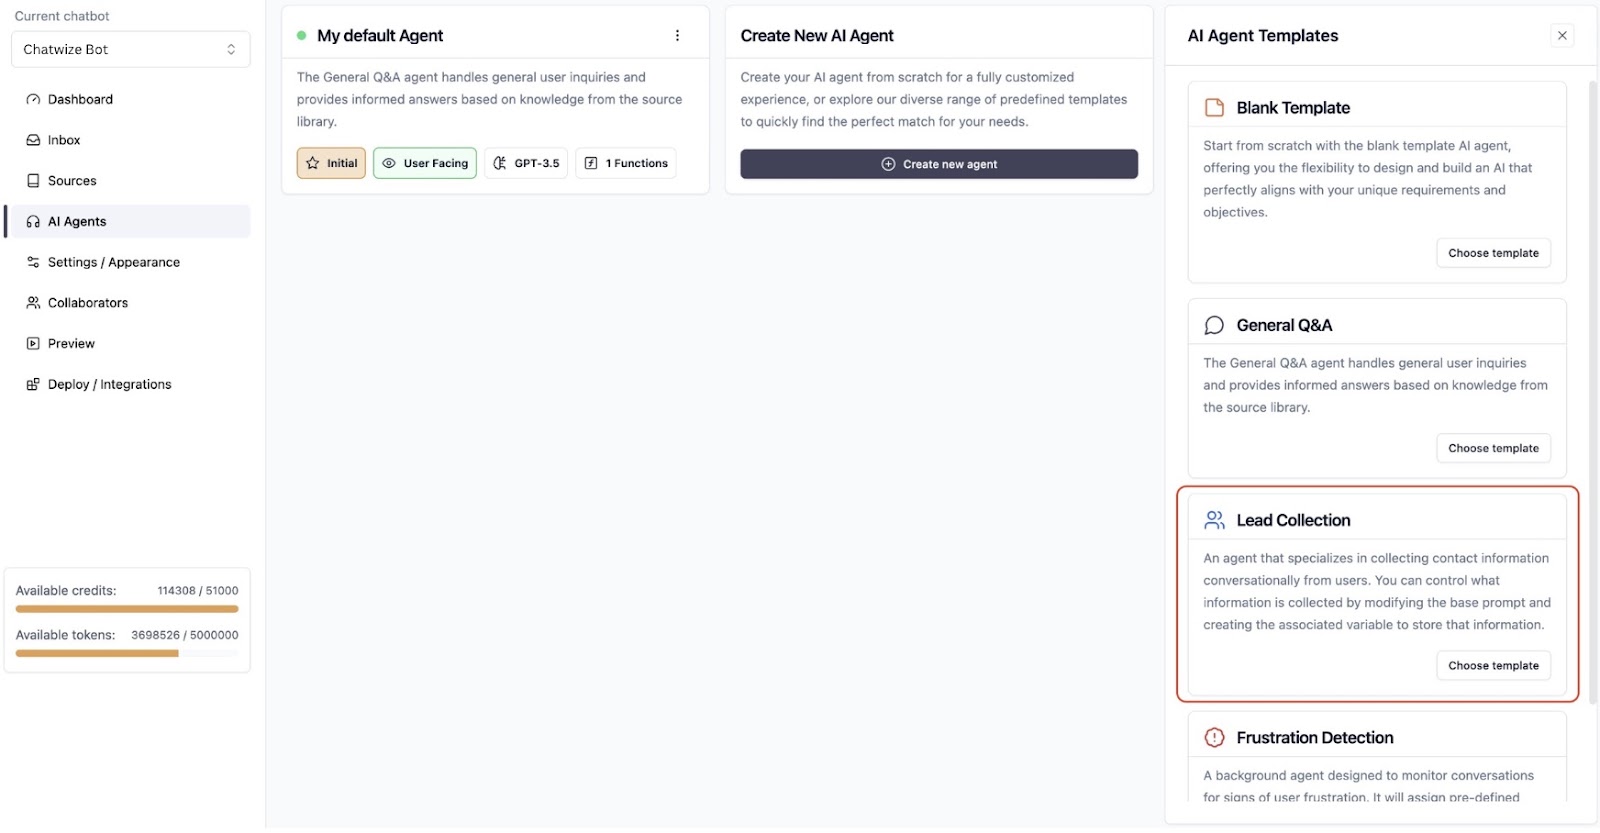 Current chatbot
Chatwize Bot
Dashboard
Inbox
Sources
AI Agents
Settings / Appearance
Collaborators
Preview
Deploy / Integrations
Available credits: 114308 / 51000
Available tokens: 3698526 / 5000000
My default Agent
The General Q&A agent handles general user inquiries and
provides informed answers based on knowledge from the source
library.
Initial User Facing GPT-3.5 1 Functions
Create New AI Agent
Create your AI agent from scratch for a fully customized
experience, or explore our diverse range of predefined templates
to quickly find the perfect match for your needs.
Create new agent
AI Agent Templates
Blank Template
Start from scratch with the blank template AI agent,
offering you the flexibility to design and build an AI that
perfectly aligns with your unique requirements and
objectives.
Choose template
General Q&A
The General Q&A agent handles general user inquiries
and provides informed answers based on knowledge from
the source library.
Choose template
Lead Collection
An agent that specializes in collecting contact information
conversationally from users. You can control what
information is collected by modifying the base prompt and
creating the associated variable to store that information.
Choose template
Frustration Detection
A background agent designed to monitor conversations
for signs of user frustration. It will assign pre-defined